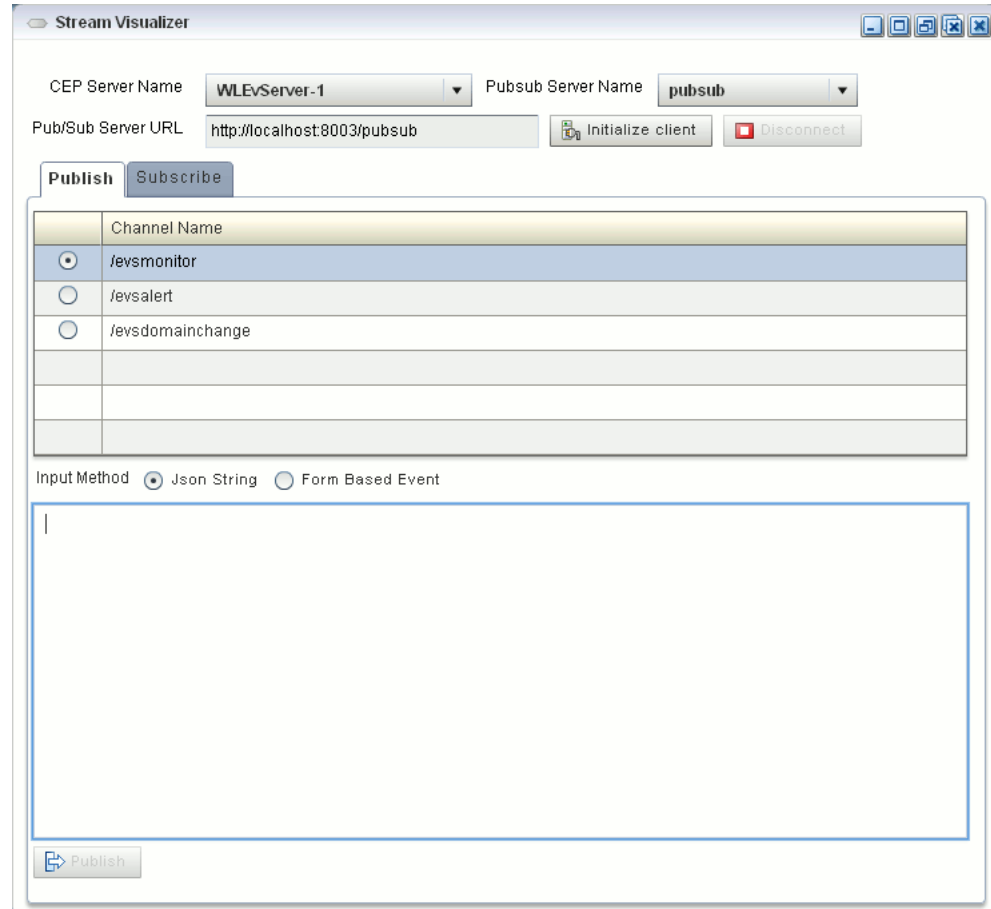 Stream Visualizer
CEP Server Name WLEvServer-1 Pubsub Server Name pubsub
Pub/Sub Server URL http://localhost:8003/pubsub Initialize client Disconnect
Publish Subscribe
Channel Name
/evsmonitor
/evsalert
/evsdomainchange
Input Method Json String Form Based Event
Publish